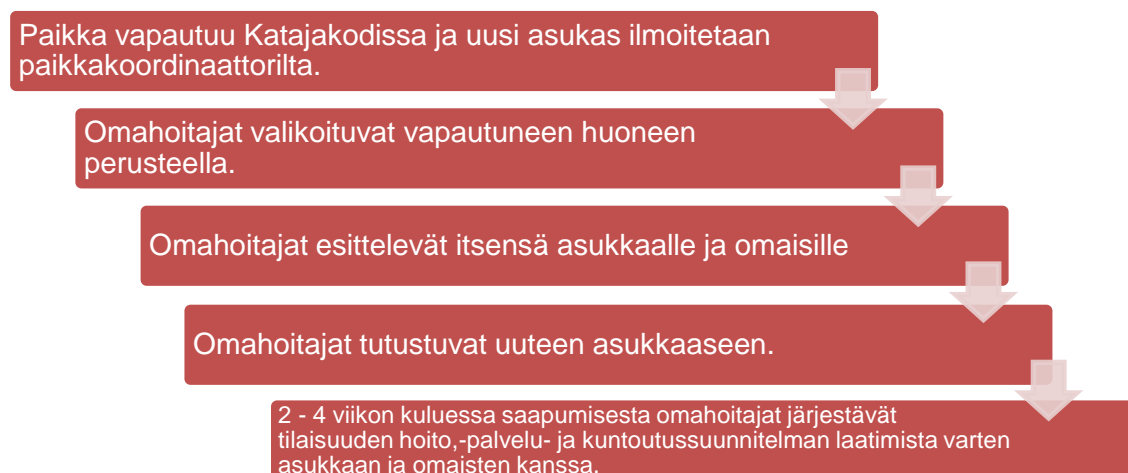 Paikka vapautuu Katajakodissa ja uusi asukas ilmoitetaan
paikkakoordinaattorilta.
Omahoitajat valikoituvat vapautuneen huoneen
perusteella.
Omahoitajat esittelevät itsensä asukkaalle ja omaisille
Omahoitajat tutustuvat uuteen asukkaaseen.
2 - 4 viikon kuluessa saapumisesta omahoitajat järjestävät
tilaisuuden hoito,-palvelu- ja kuntoutussuunnitelman laatimista varten
asukkaan ja omaisten kanssa.